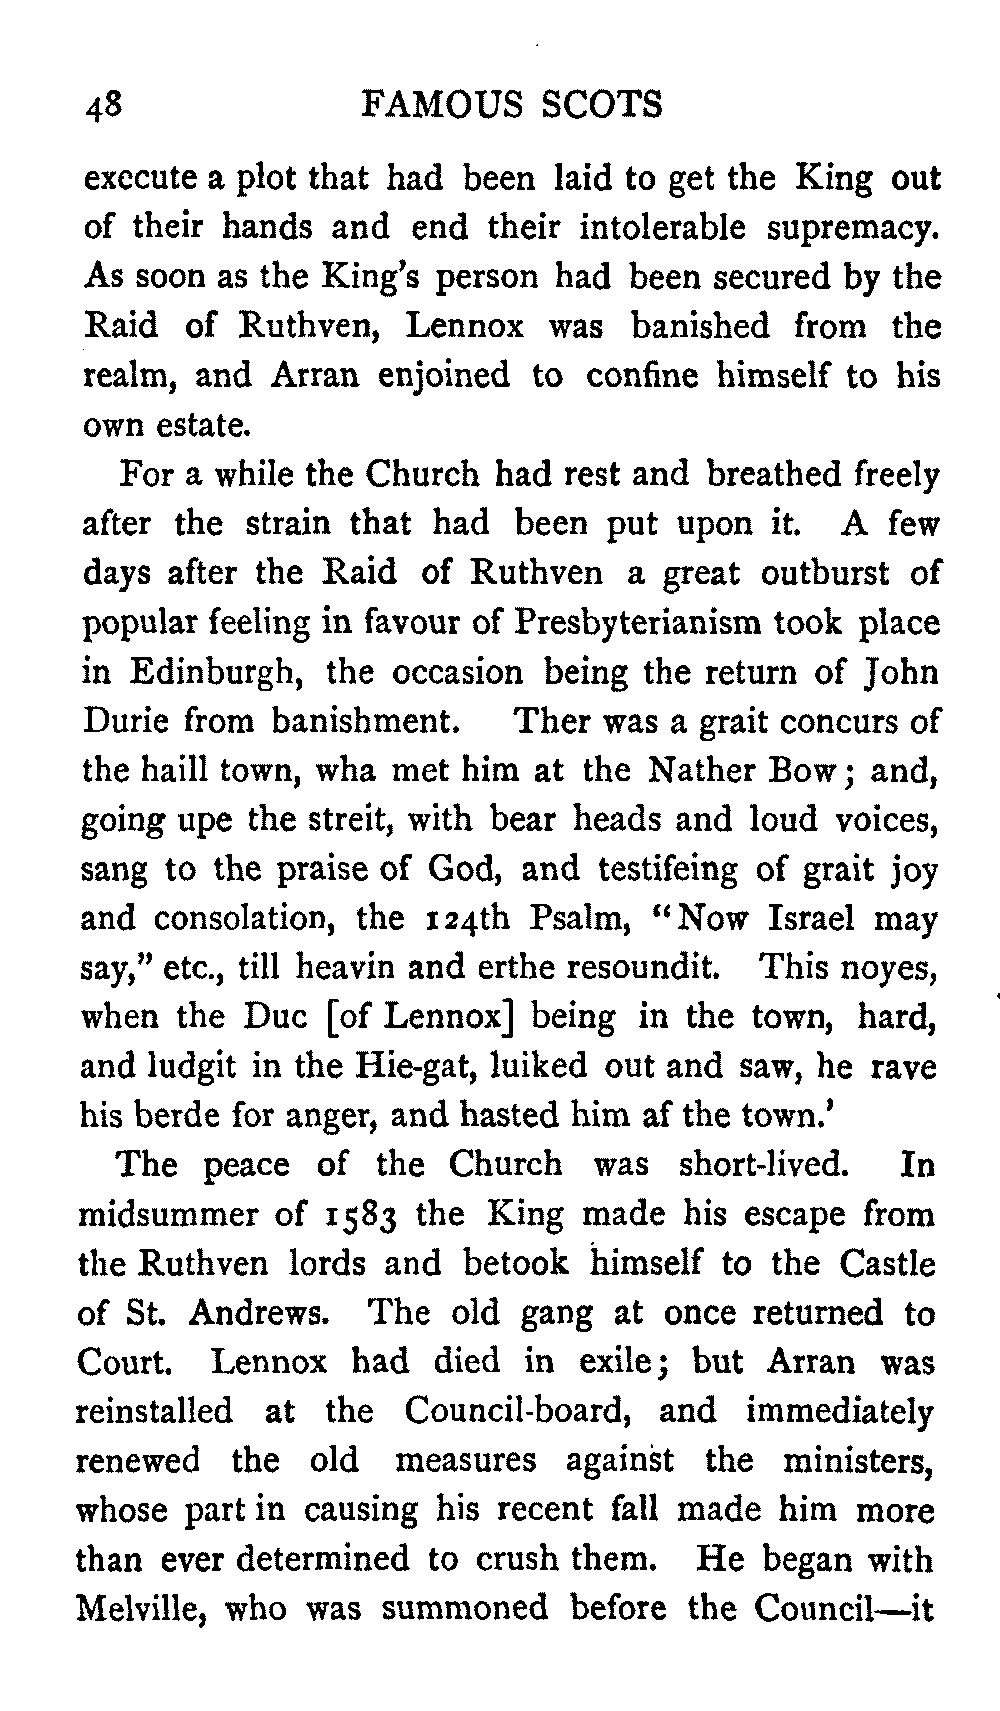 48 FAMOUS SCOTS
execute a plot that had been laid to get the King out
of their hands and end their intolerable supremacy.
As soon as the King's person had been secured by the
Raid of Ruthven, Lennox was banished from the
realm, and Arran enjoined to confine himself to his
own estate.
For a while the Church had rest and breathed freely
after the strain that had been put upon it. A few
days after the Raid of Ruthven a great outburst of
popular feeling in favour of Presbyterianism took place
in Edinburgh, the occasion being the return of John
Durie from banishment. Ther was a grait concurs of
the haill town, wha met him at the Nather Bow; and,
going upe the streit, with bear heads and loud voices,
sang to the praise of God, and testifeing of grait joy
and consolation, the 124th Psalm, "Now Israel may
say," etc., till heavin and erthe resoundit. This noyes,
when the Duc [of Lennox] being in the town, hard,
and ludgit in the Hie-gat, luiked out and saw, he rave
his berde for anger, and hasted him af the town.'
The peace of the Church was short-lived. In
midsummer of 1583 the King made his escape from
the Ruthven lords and betook himself to the Castle
of St. Andrews. The old gang at once returned to
Court. Lennox had died in exile; but Arran was
reinstalled at the Council-board, and immediately
renewed the old measures against the ministers,
whose part in causing his recent fall made him more
than ever determined to crush them. He began with
Melville, who was summoned before the Council—it